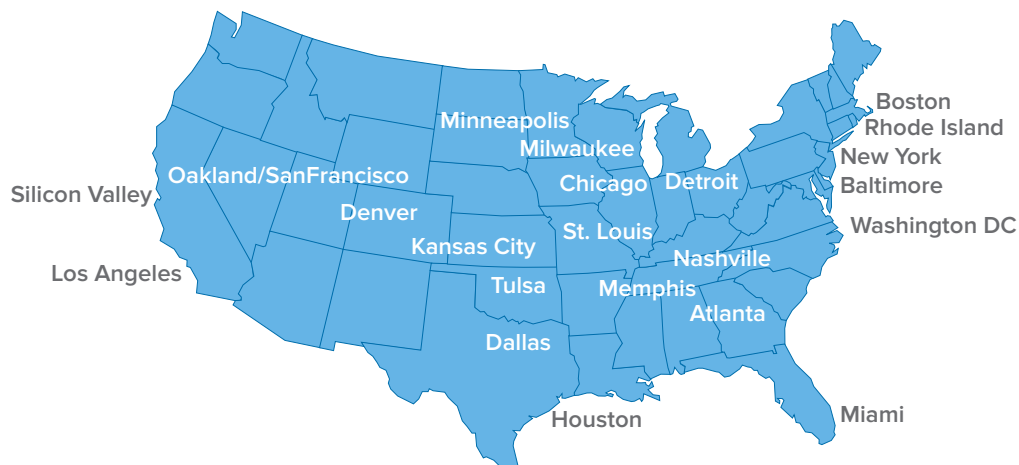 Boston
Minneapolis
Rhode Island
Milwaukee
New York
Oakland/SanFrancisco
Chicago
Detroit
Baltimore
Silicon Valley
Denver
Washington DC
St. Louis
Kansas City
Nashville
Los Angeles
Tulsa
Memphis
Atlanta
Dallas
Miami
Houston